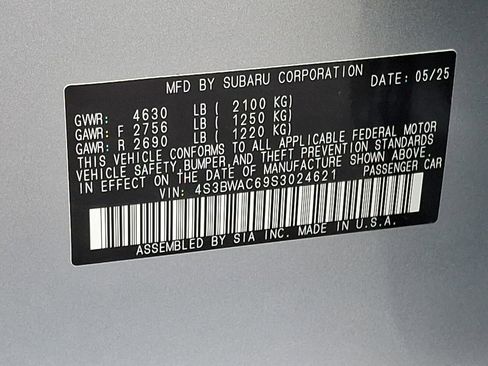 MFD BY SUBARU CORPORATION DATE: 05/25
GVWR: 4630 LB ( 2100 KG)
GAWR: F 2756 LB ( 1250 KG)
GAWR: R 2690 LB ( 1220 KG)
THIS VEHICLE CONFORMS TO ALL APPLICABLE FEDERAL MOTOR
VEHICLE SAFETY,BUMPER,AND THEFT PREVENTION STANDARDS
IN EFFECT ON THE DATE OF MANUFACTURE SHOWN ABOVE.
VIN: 4S3BWAC69S3024621 PASSENGER CAR
ASSEMBLED BY SIA INC. MADE IN U.S.A.